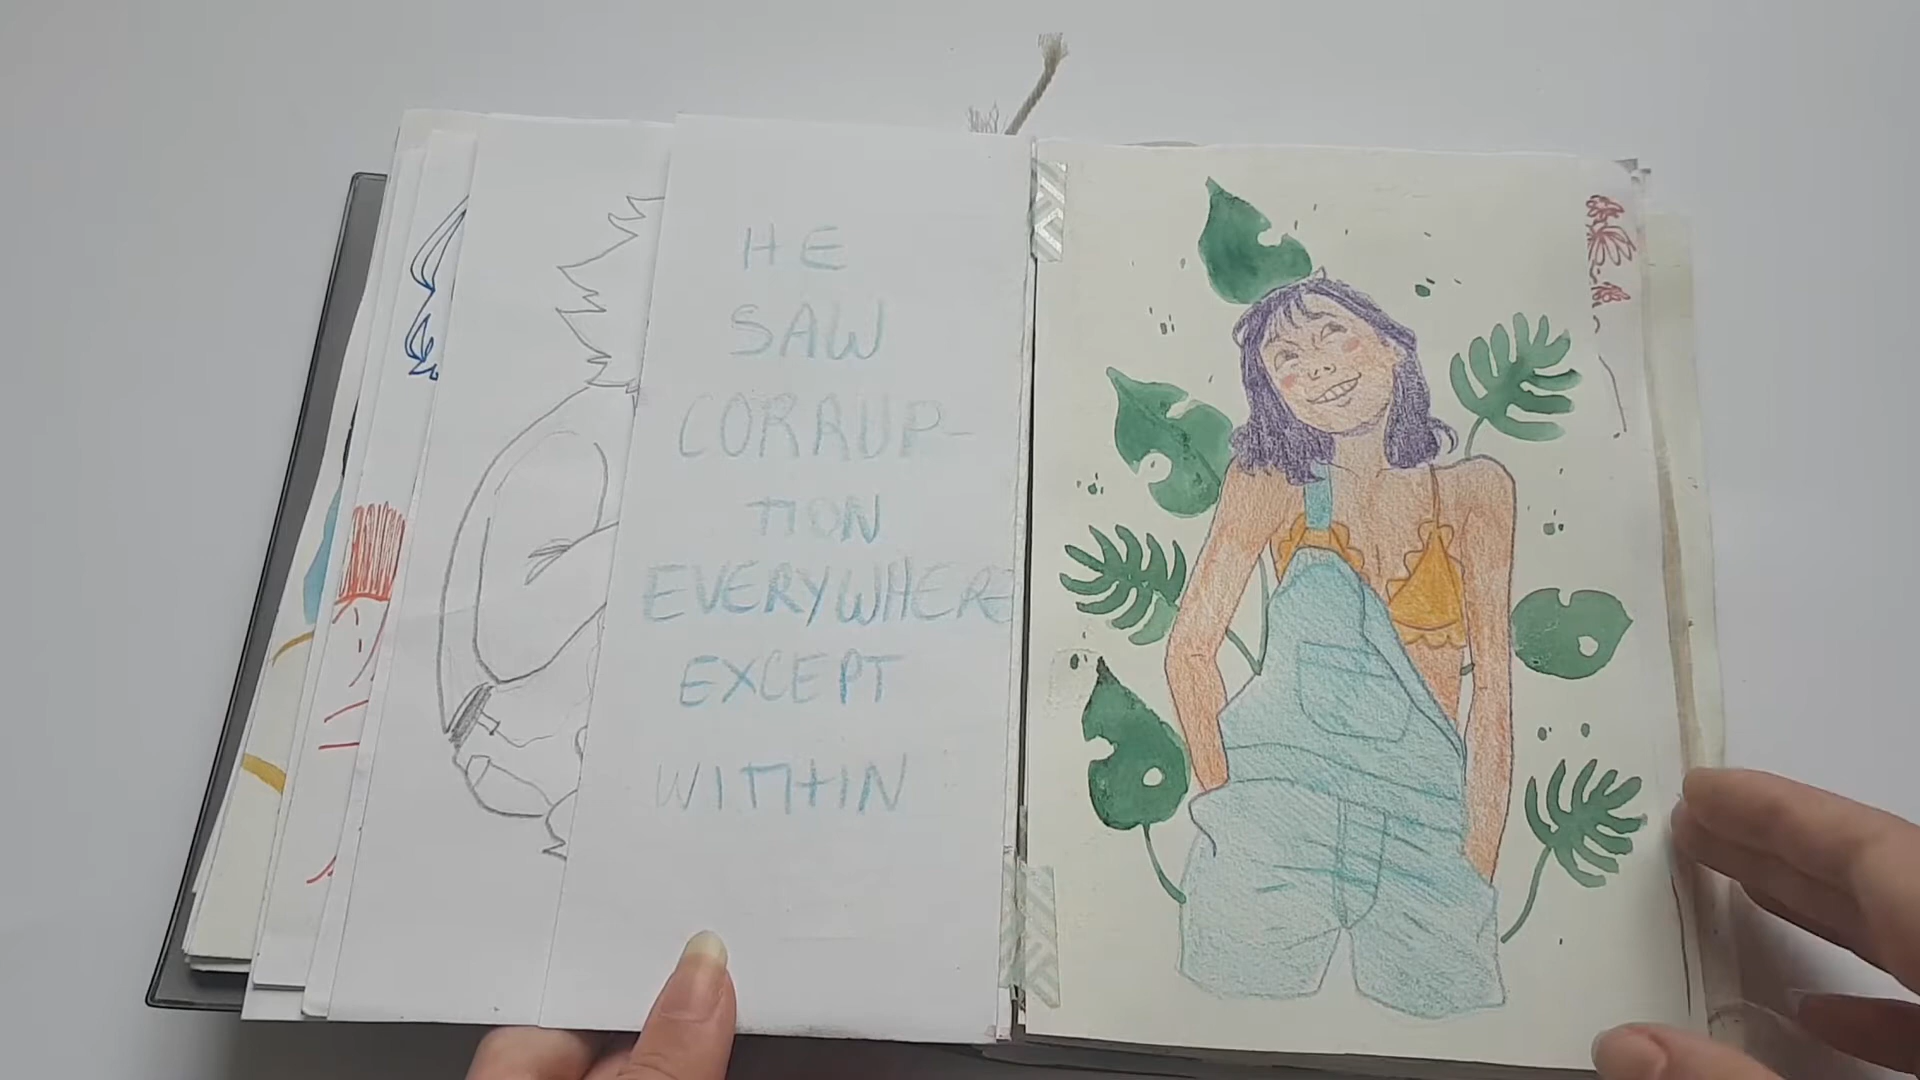 HE
SAW
CORRUP-
TION
EVERYWHERE
EXCEPT
WITHIN